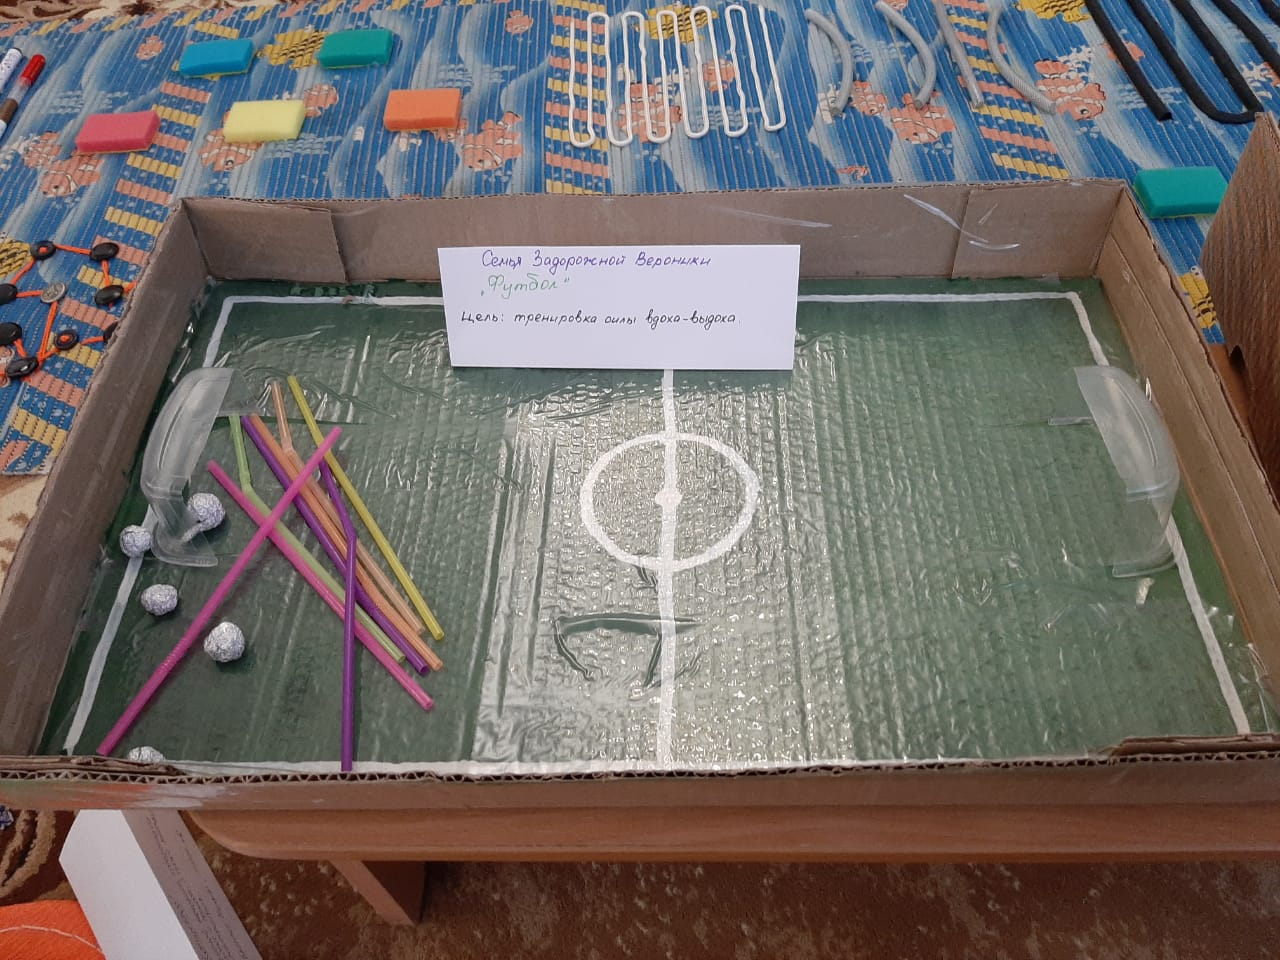 Семья Задорожной Вероники
"Футбол"
Цель: тренировка силы вдоха-выдоха.